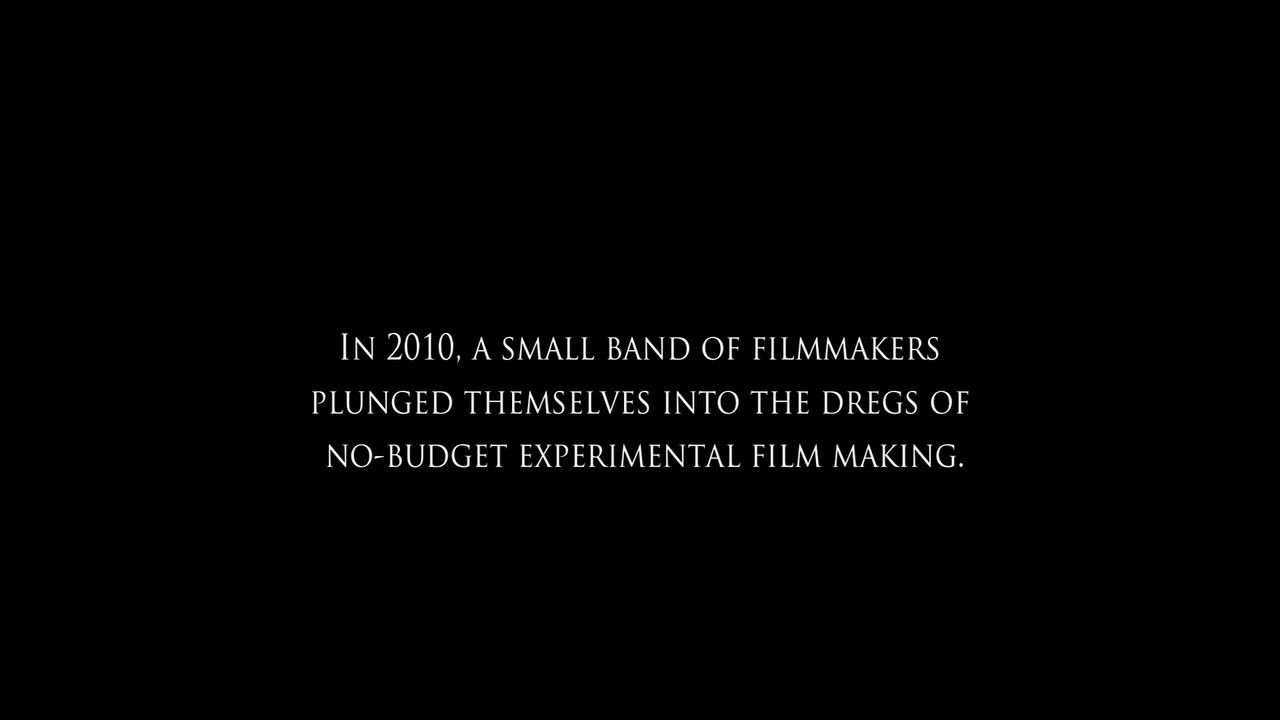 In 2010, a small band of filmmakers
plunged themselves into the dregs of
no-budget experimental film making.